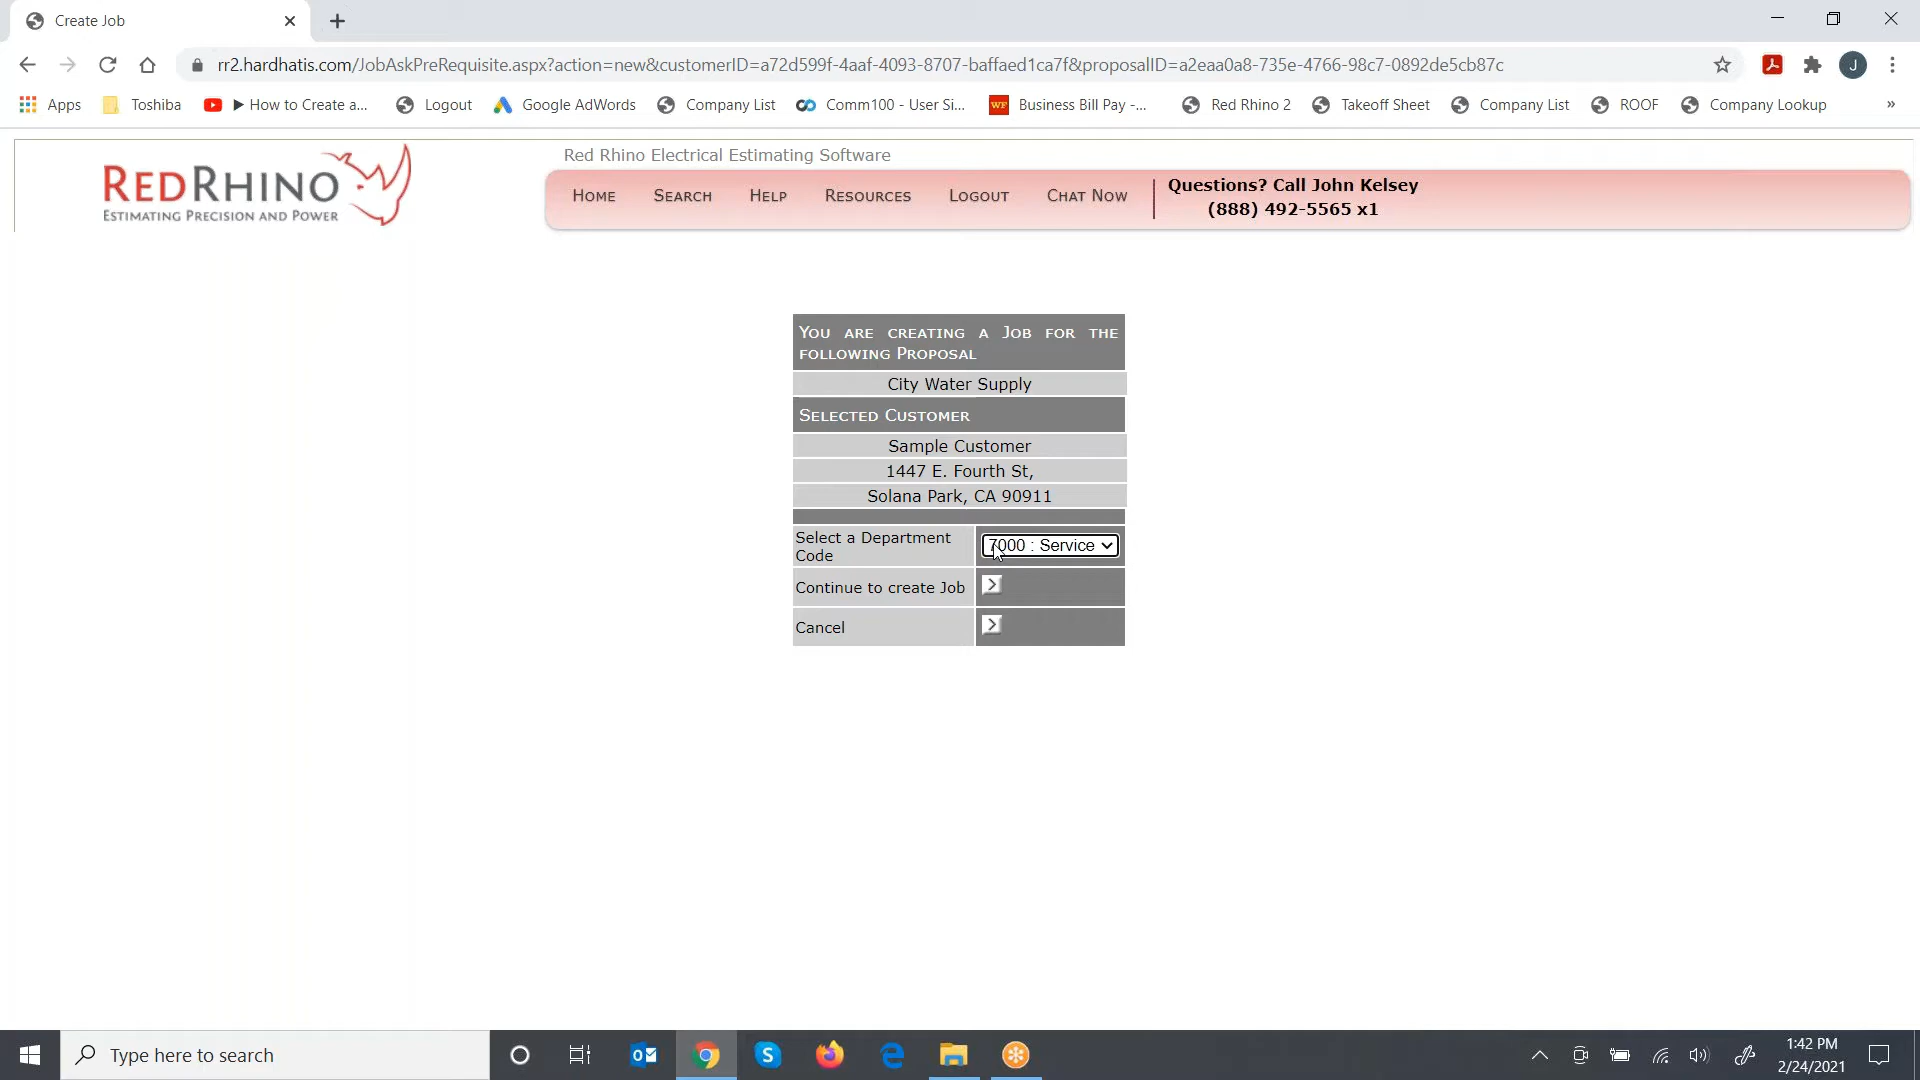 Create Job
rr2.hardhatis.com/JobAskPreRequisite.aspx?action=new&customerID=a72d599f-4aaf-4093-8707-baffaed1ca7f&proposalID=a2eaa0a8-735e-4766-98c7-0892de5cb87c
J
Apps Toshiba ▶ How to Create a... Logout Google AdWords Company List Comm100 - User Si... WF Business Bill Pay -... Red Rhino 2 Takeoff Sheet Company List ROOF Company Lookup »
REDRHINO
ESTIMATING PRECISION AND POWER
Red Rhino Electrical Estimating Software
HOME SEARCH HELP RESOURCES LOGOUT CHAT NOW
Questions? Call John Kelsey
(888) 492-5565 x1
YOU ARE CREATING A JOB FOR THE
FOLLOWING PROPOSAL
City Water Supply
SELECTED CUSTOMER
Sample Customer
1447 E. Fourth St,
Solana Park, CA 90911
Select a Department
Code
7000 : Service
Continue to create Job >
Cancel >
Type here to search
1:42 PM
2/24/2021